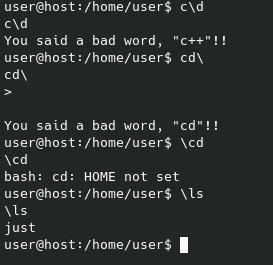 user@host:/home/user$ c\d
c\d
You said a bad word, "c++"!!
user@host:/home/user$ cd\
cd\
>

You said a bad word, "cd"!!
user@host:/home/user$ \cd
\cd
bash: cd: HOME not set
user@host:/home/user$ \ls
\ls
just
user@host:/home/user$